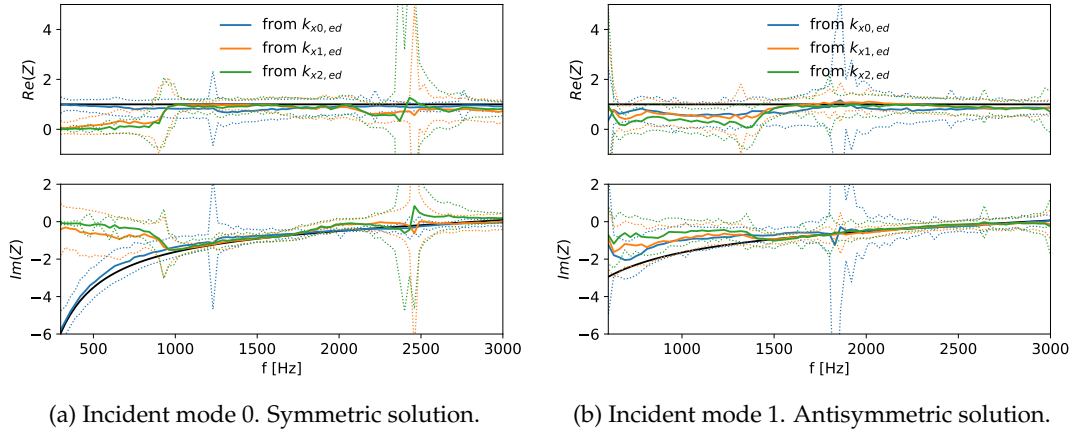 from k_{x0,ed}
from k_{x1,ed}
from k_{x2,ed}
Re(Z)
4
2
0
Im(Z)
2
0
−2
−4
−6
500 1000 1500 2000 2500 3000
f [Hz]
(a) Incident mode 0. Symmetric solution.
from k_{x0,ed}
from k_{x1,ed}
from k_{x2,ed}
Re(Z)
4
2
0
Im(Z)
2
0
−2
−4
−6
1000 1500 2000 2500 3000
f [Hz]
(b) Incident mode 1. Antisymmetric solution.